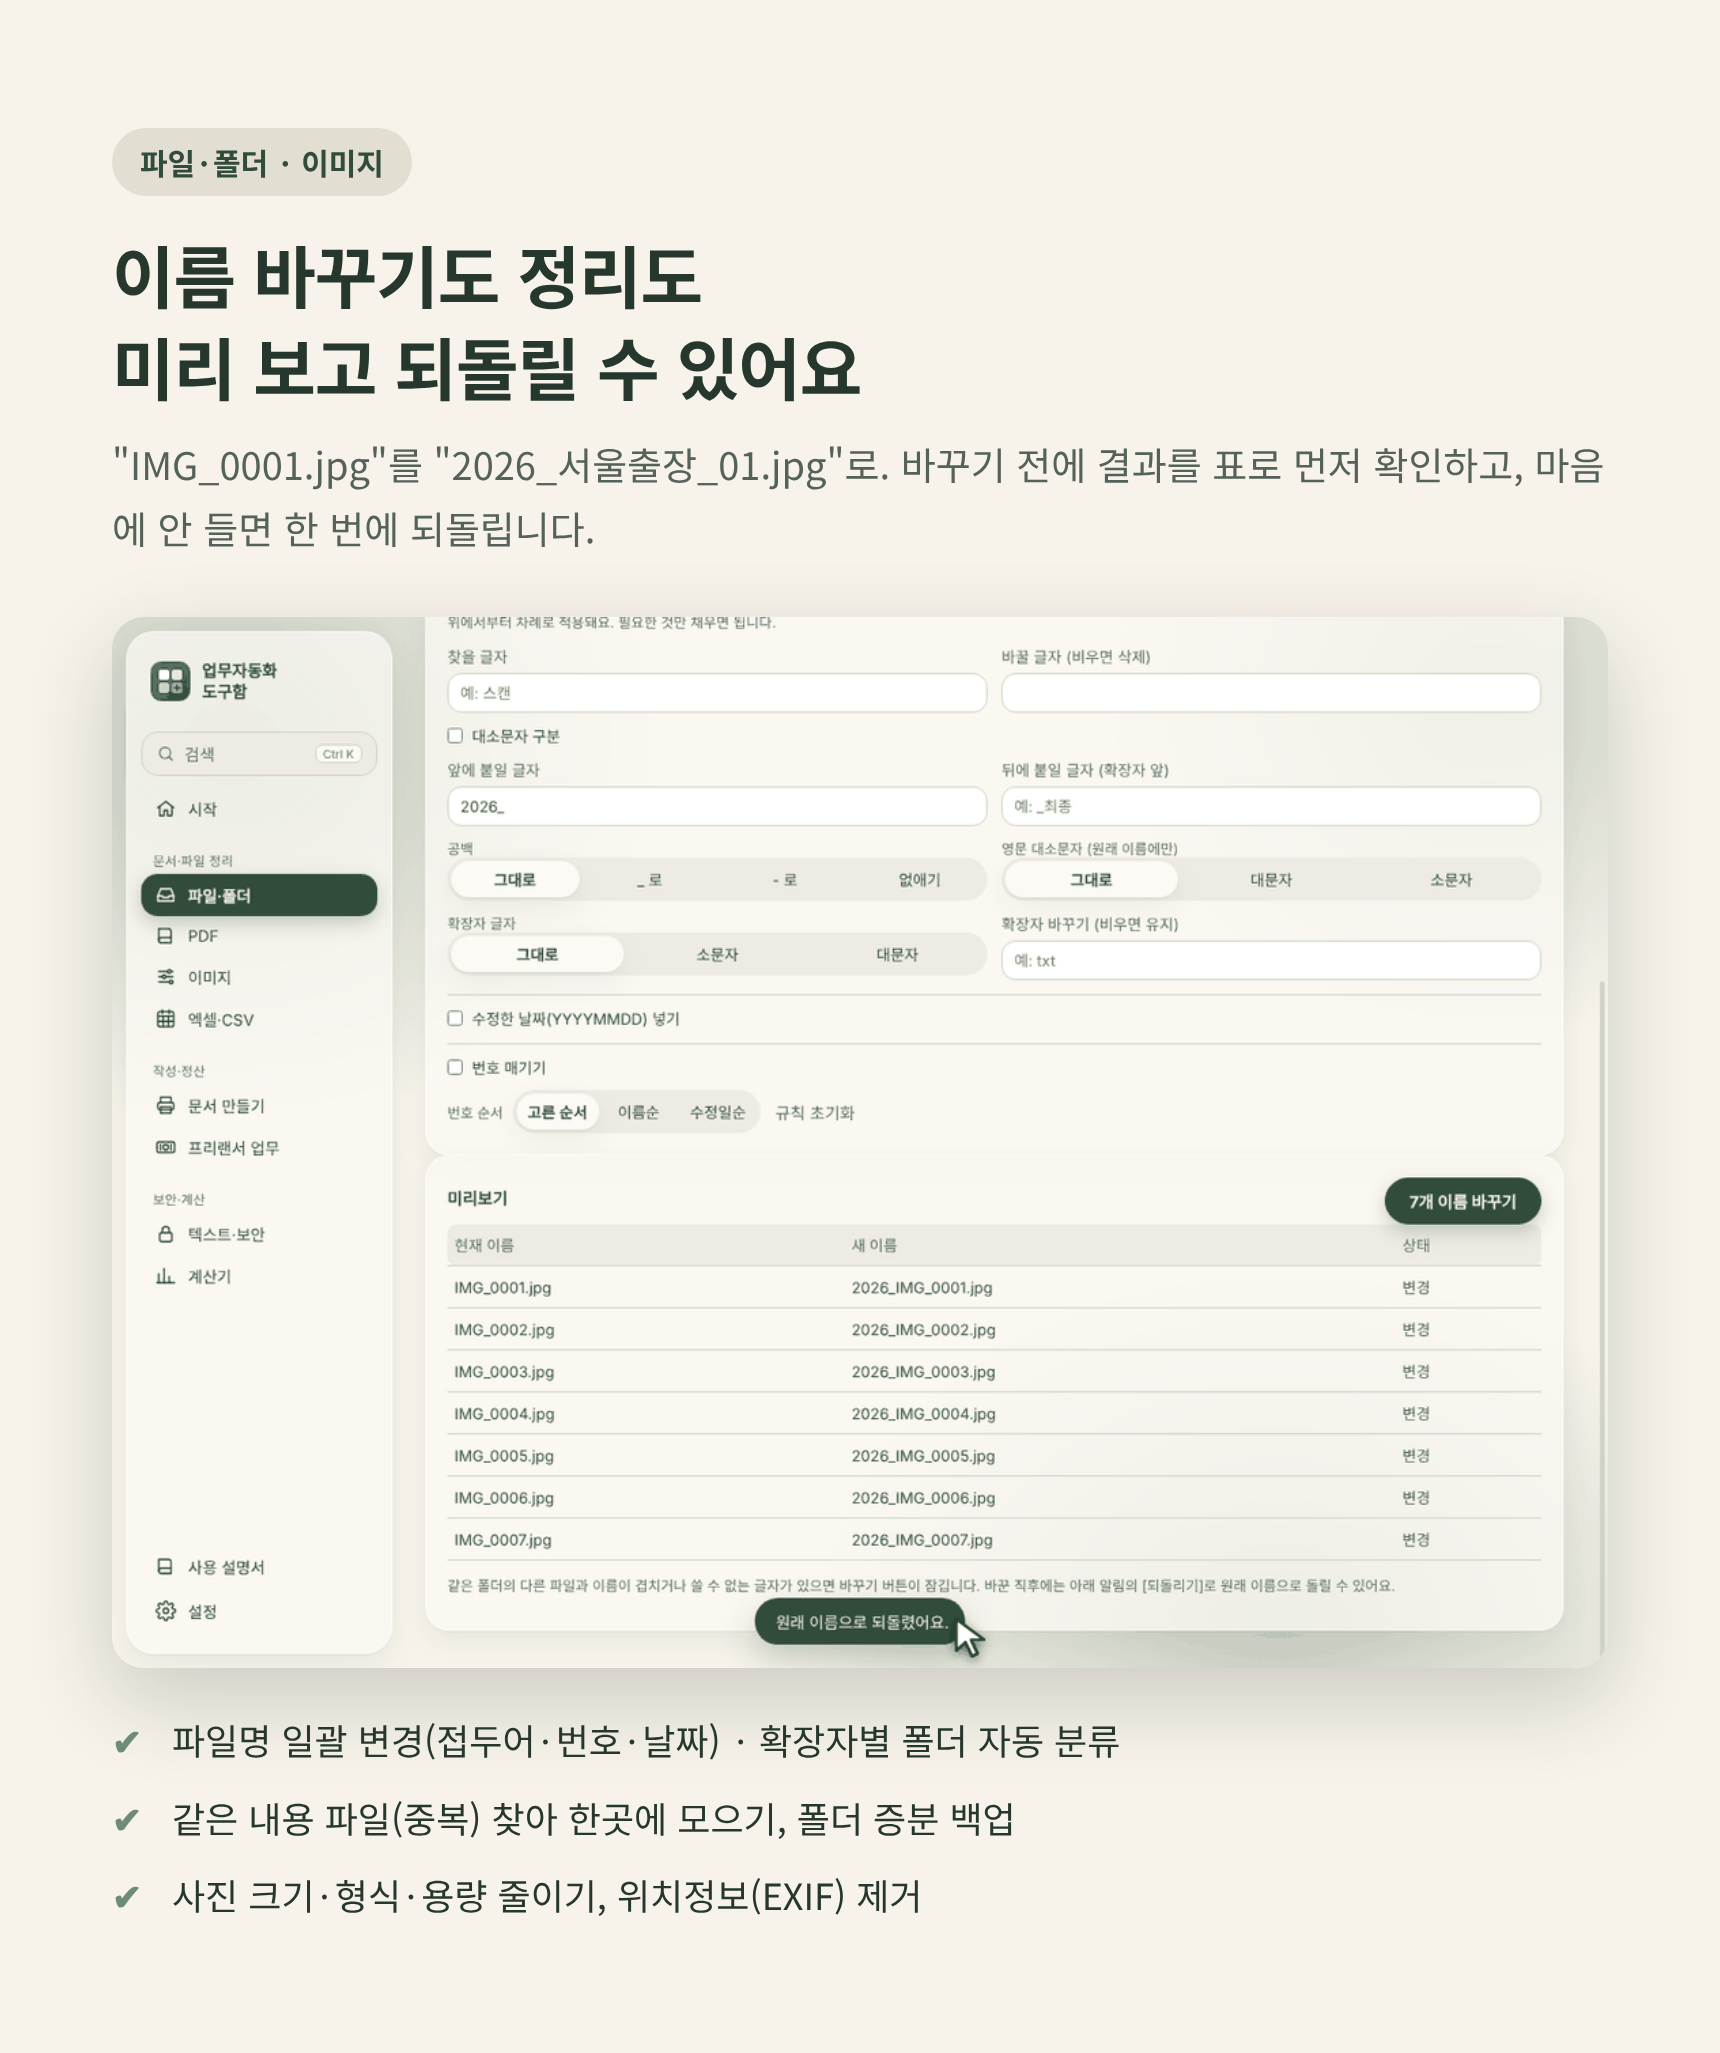 파일·폴더 · 이미지
이름 바꾸기도 정리도
미리 보고 되돌릴 수 있어요
"IMG_0001.jpg"를 "2026_서울출장_01.jpg"로. 바꾸기 전에 결과를 표로 먼저 확인하고, 마음
에 안 들면 한 번에 되돌립니다.
업무자동화
도구함
검색 Ctrl K
시작
문서·파일 정리
파일·폴더
PDF
이미지
엑셀·CSV
작성·정산
문서 만들기
프리랜서 업무
보안·계산
텍스트·보안
계산기
사용 설명서
설정
위에서부터 차례로 적용돼요. 필요한 것만 채우면 됩니다.
찾을 글자 바꿀 글자 (비우면 삭제)
예: 스캔
대소문자 구분
앞에 붙일 글자 뒤에 붙일 글자 (확장자 앞)
2026_ 예: _최종
공백 영문 대소문자 (원래 이름에만)
그대로 _ 로 - 로 없애기 그대로 대문자 소문자
확장자 글자 확장자 바꾸기 (비우면 유지)
그대로 소문자 대문자 예: txt
수정한 날짜(YYYYMMDD) 넣기
번호 매기기
번호 순서 고른 순서 이름순 수정일순 규칙 초기화
미리보기 7개 이름 바꾸기
현재 이름 새 이름 상태
IMG_0001.jpg 2026_IMG_0001.jpg 변경
IMG_0002.jpg 2026_IMG_0002.jpg 변경
IMG_0003.jpg 2026_IMG_0003.jpg 변경
IMG_0004.jpg 2026_IMG_0004.jpg 변경
IMG_0005.jpg 2026_IMG_0005.jpg 변경
IMG_0006.jpg 2026_IMG_0006.jpg 변경
IMG_0007.jpg 2026_IMG_0007.jpg 변경
같은 폴더의 다른 파일과 이름이 겹치거나 쓸 수 없는 글자가 있으면 바꾸기 버튼이 잠깁니다. 바꾼 직후에는 아래 알림의 [되돌리기]로 원래 이름으로 돌릴 수 있어요.
원래 이름으로 되돌렸어요.
✔ 파일명 일괄 변경(접두어·번호·날짜) · 확장자별 폴더 자동 분류
✔ 같은 내용 파일(중복) 찾아 한곳에 모으기, 폴더 증분 백업
✔ 사진 크기·형식·용량 줄이기, 위치정보(EXIF) 제거